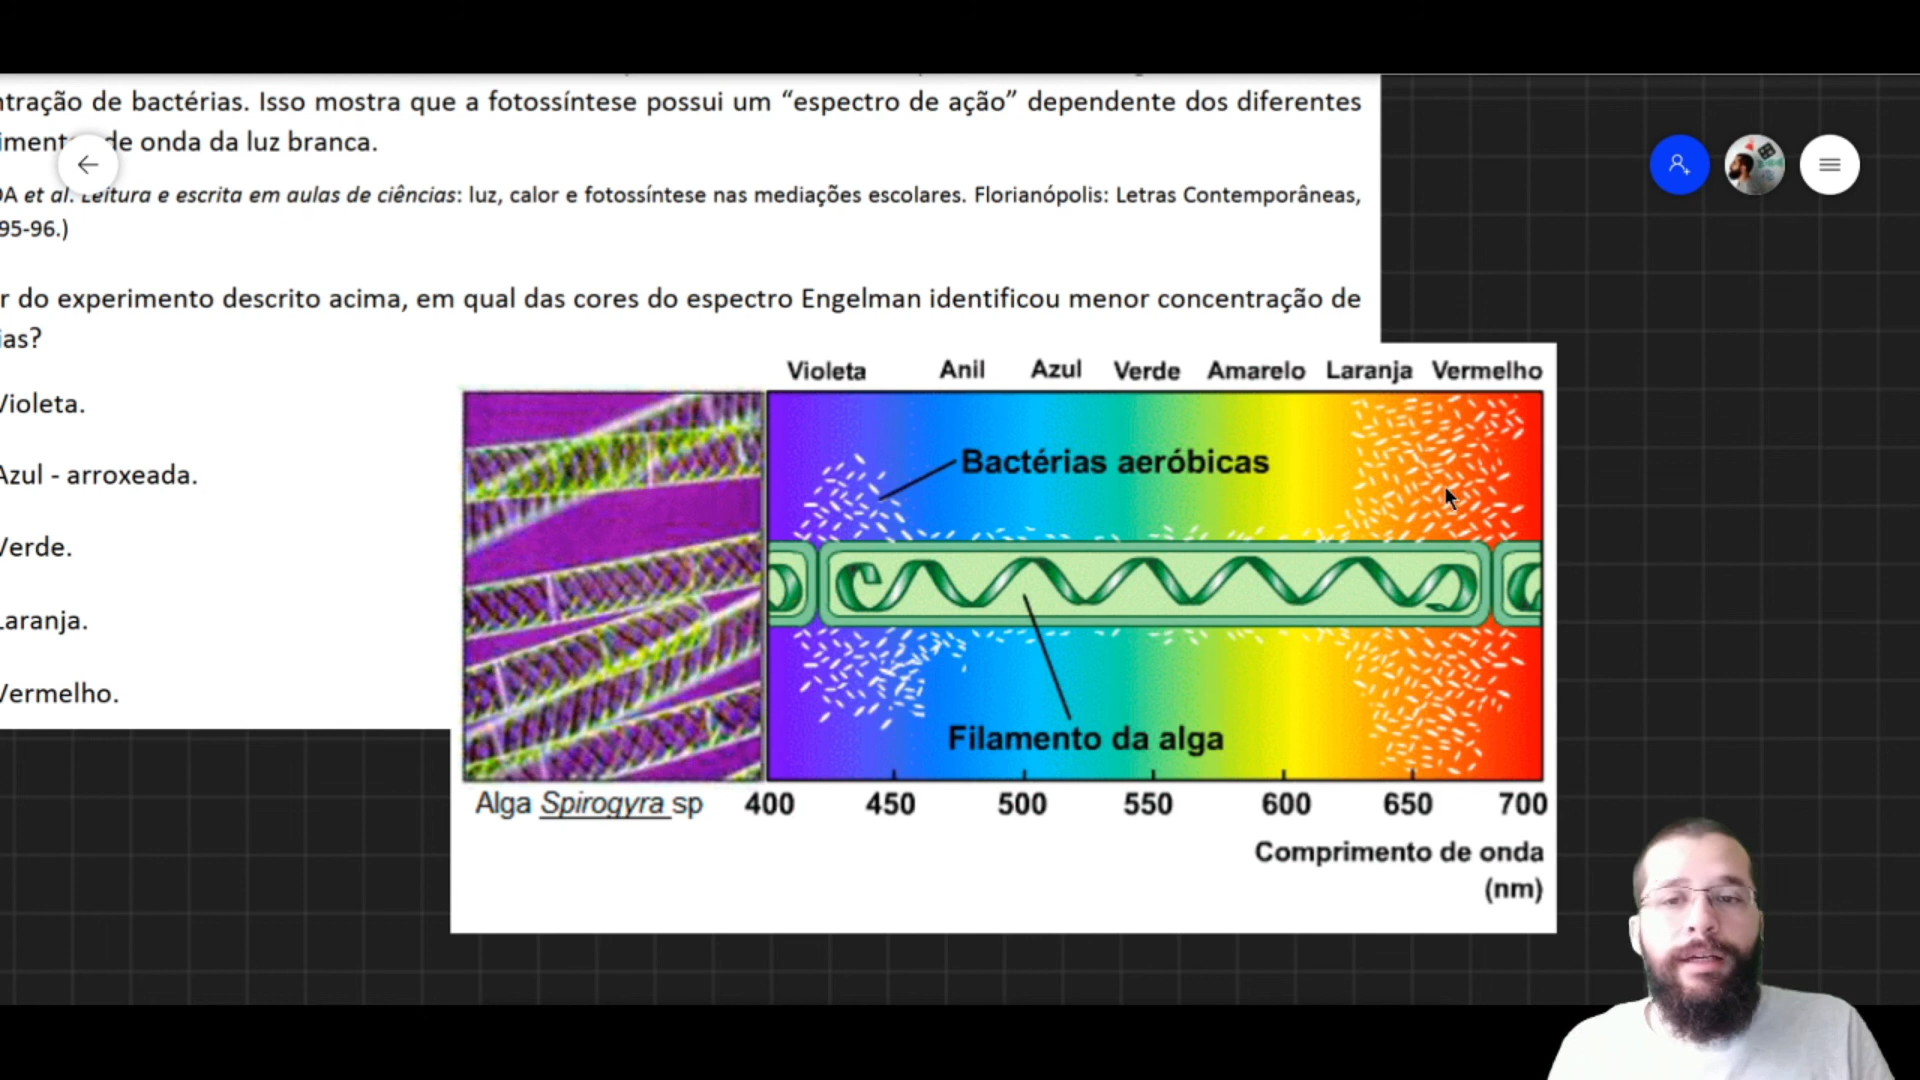 ntração de bactérias. Isso mostra que a fotossíntese possui um “espectro de ação” dependente dos diferentes
iment de onda da luz branca.
DA et al. Leitura e escrita em aulas de ciências: luz, calor e fotossíntese nas mediações escolares. Florianópolis: Letras Contemporâneas,
95-96.)
r do experimento descrito acima, em qual das cores do espectro Engelman identificou menor concentração de
ias?
Violeta.
Azul - arroxeada.
Verde.
Laranja.
Vermelho.
Violeta Anil Azul Verde Amarelo Laranja Vermelho
Bactérias aeróbicas
Filamento da alga
Alga Spirogyra sp
400 450 500 550 600 650 700
Comprimento de onda
(nm)